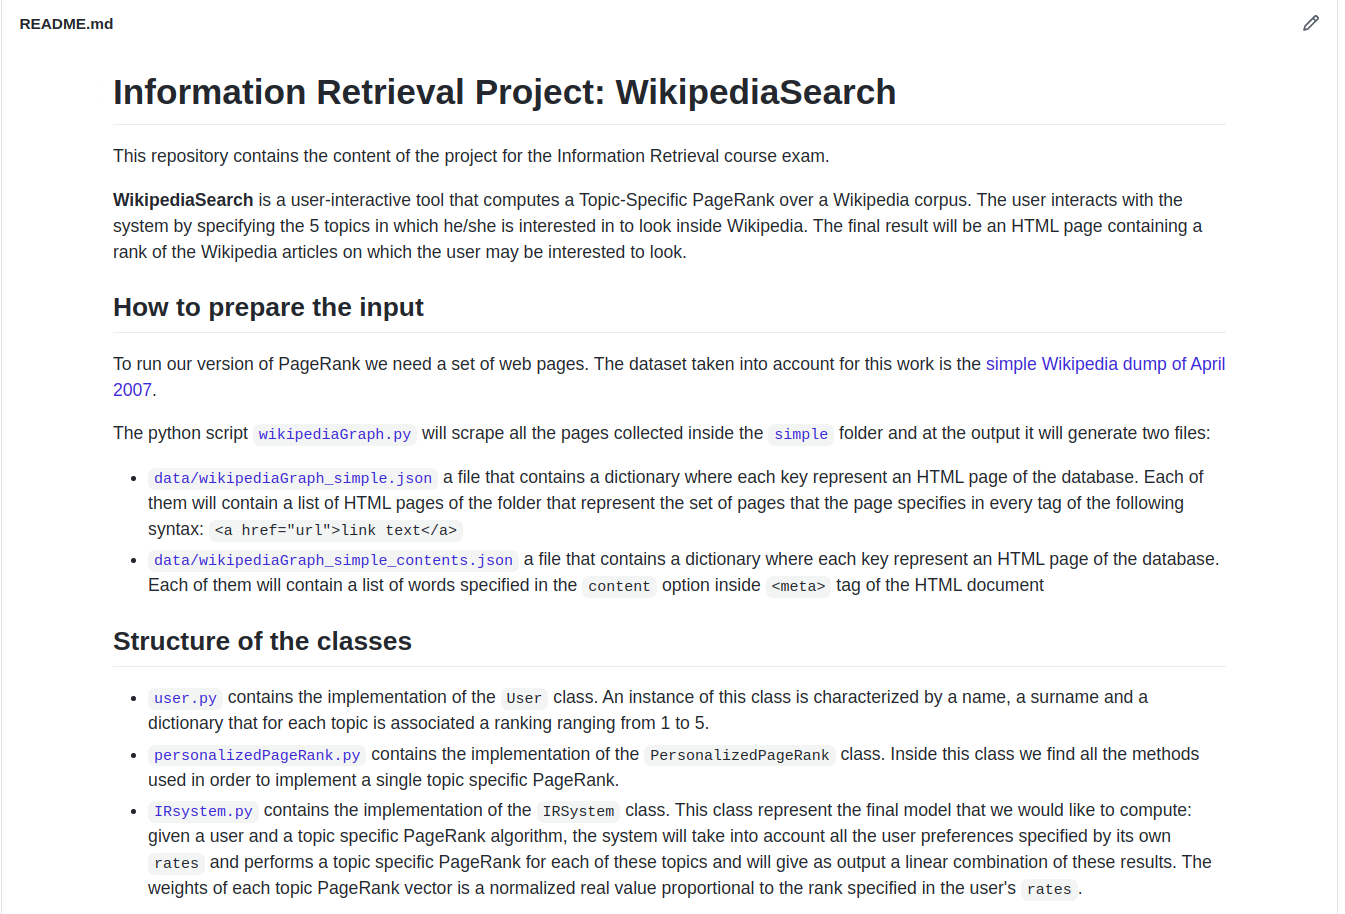 README.md
Information Retrieval Project: WikipediaSearch
This repository contains the content of the project for the Information Retrieval course exam.
WikipediaSearch is a user-interactive tool that computes a Topic-Specific PageRank over a Wikipedia corpus. The user interacts with the
system by specifying the 5 topics in which he/she is interested in to look inside Wikipedia. The final result will be an HTML page containing a
rank of the Wikipedia articles on which the user may be interested to look.
How to prepare the input
To run our version of PageRank we need a set of web pages. The dataset taken into account for this work is the simple Wikipedia dump of April
2007.
The python script wikipediaGraph.py will scrape all the pages collected inside the simple folder and at the output it will generate two files:
• data/wikipediaGraph_simple.json a file that contains a dictionary where each key represent an HTML page of the database. Each of
them will contain a list of HTML pages of the folder that represent the set of pages that the page specifies in every tag of the following
syntax: <a href="url">link text</a>
• data/wikipediaGraph_simple_contents.json a file that contains a dictionary where each key represent an HTML page of the database.
Each of them will contain a list of words specified in the content option inside <meta> tag of the HTML document
Structure of the classes
• user.py contains the implementation of the User class. An instance of this class is characterized by a name, a surname and a
dictionary that for each topic is associated a ranking ranging from 1 to 5.
• personalizedPageRank.py contains the implementation of the PersonalizedPageRank class. Inside this class we find all the methods
used in order to implement a single topic specific PageRank.
• IRsystem.py contains the implementation of the IRSystem class. This class represent the final model that we would like to compute:
given a user and a topic specific PageRank algorithm, the system will take into account all the user preferences specified by its own
rates and performs a topic specific PageRank for each of these topics and will give as output a linear combination of these results. The
weights of each topic PageRank vector is a normalized real value proportional to the rank specified in the user's rates.